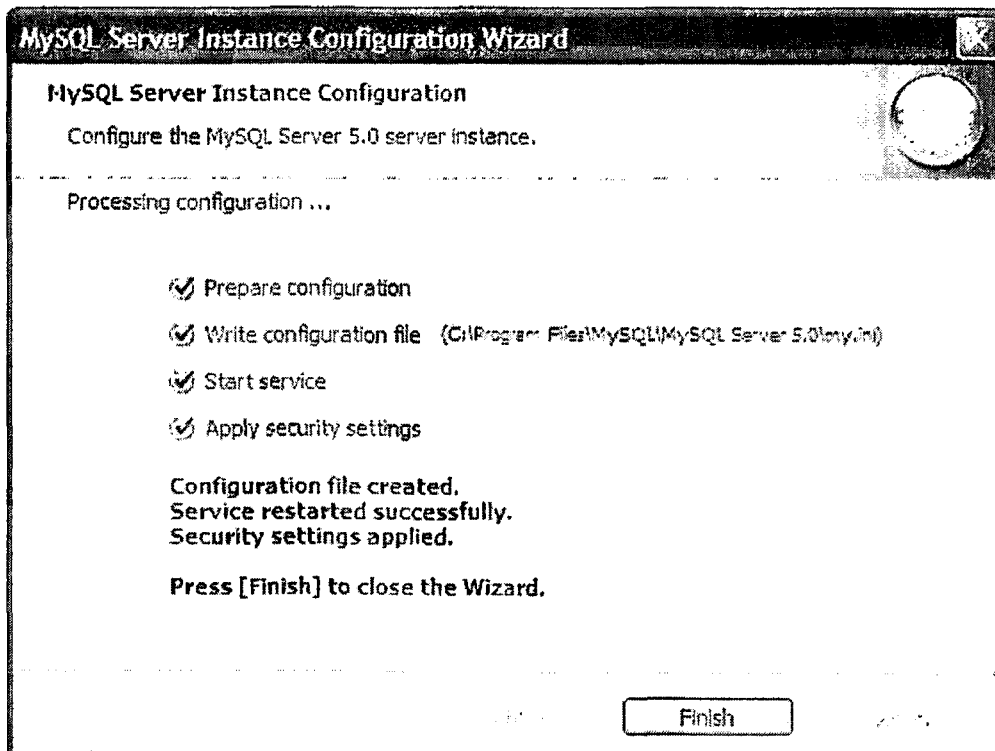 MySQL Server Instance Configuration Wizard
MySQL Server Instance Configuration
Configure the MySQL Server 5.0 server instance.
Processing configuration ...
Prepare configuration
Write configuration file (C:\Program Files\MySQL\MySQL Server 5.0\my.ini)
Start service
Apply security settings
Configuration file created.
Service restarted successfully.
Security settings applied.
Press [Finish] to close the Wizard.
Finish